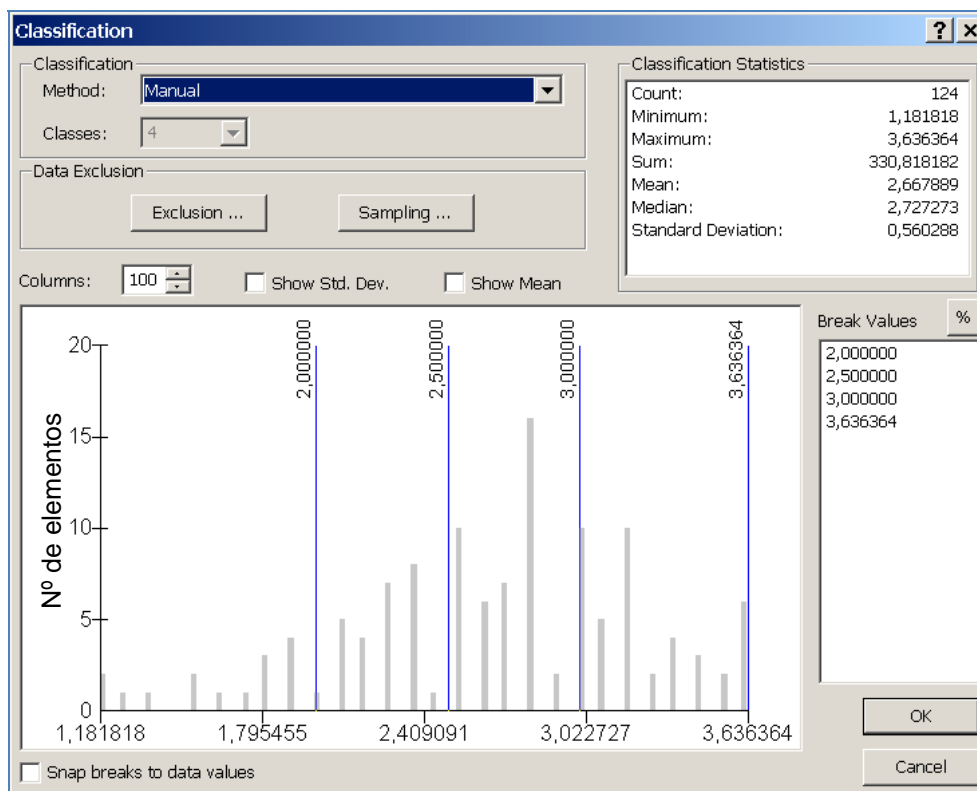 Classification
Classification
Method: Manual
Classes: 4
Data Exclusion
Exclusion ... Sampling ...
Classification Statistics
Count: 124
Minimum: 1,181818
Maximum: 3,636364
Sum: 330,818182
Mean: 2,667889
Median: 2,727273
Standard Deviation: 0,560288
Columns: 100 Show Std. Dev. Show Mean
Break Values %
2,000000
2,500000
3,000000
3,636364
2,000000
2,500000
3,000000
3,636364
Nº de elementos
20
15
10
5
0
1,181818 1,795455 2,409091 3,022727 3,636364
Snap breaks to data values
OK
Cancel